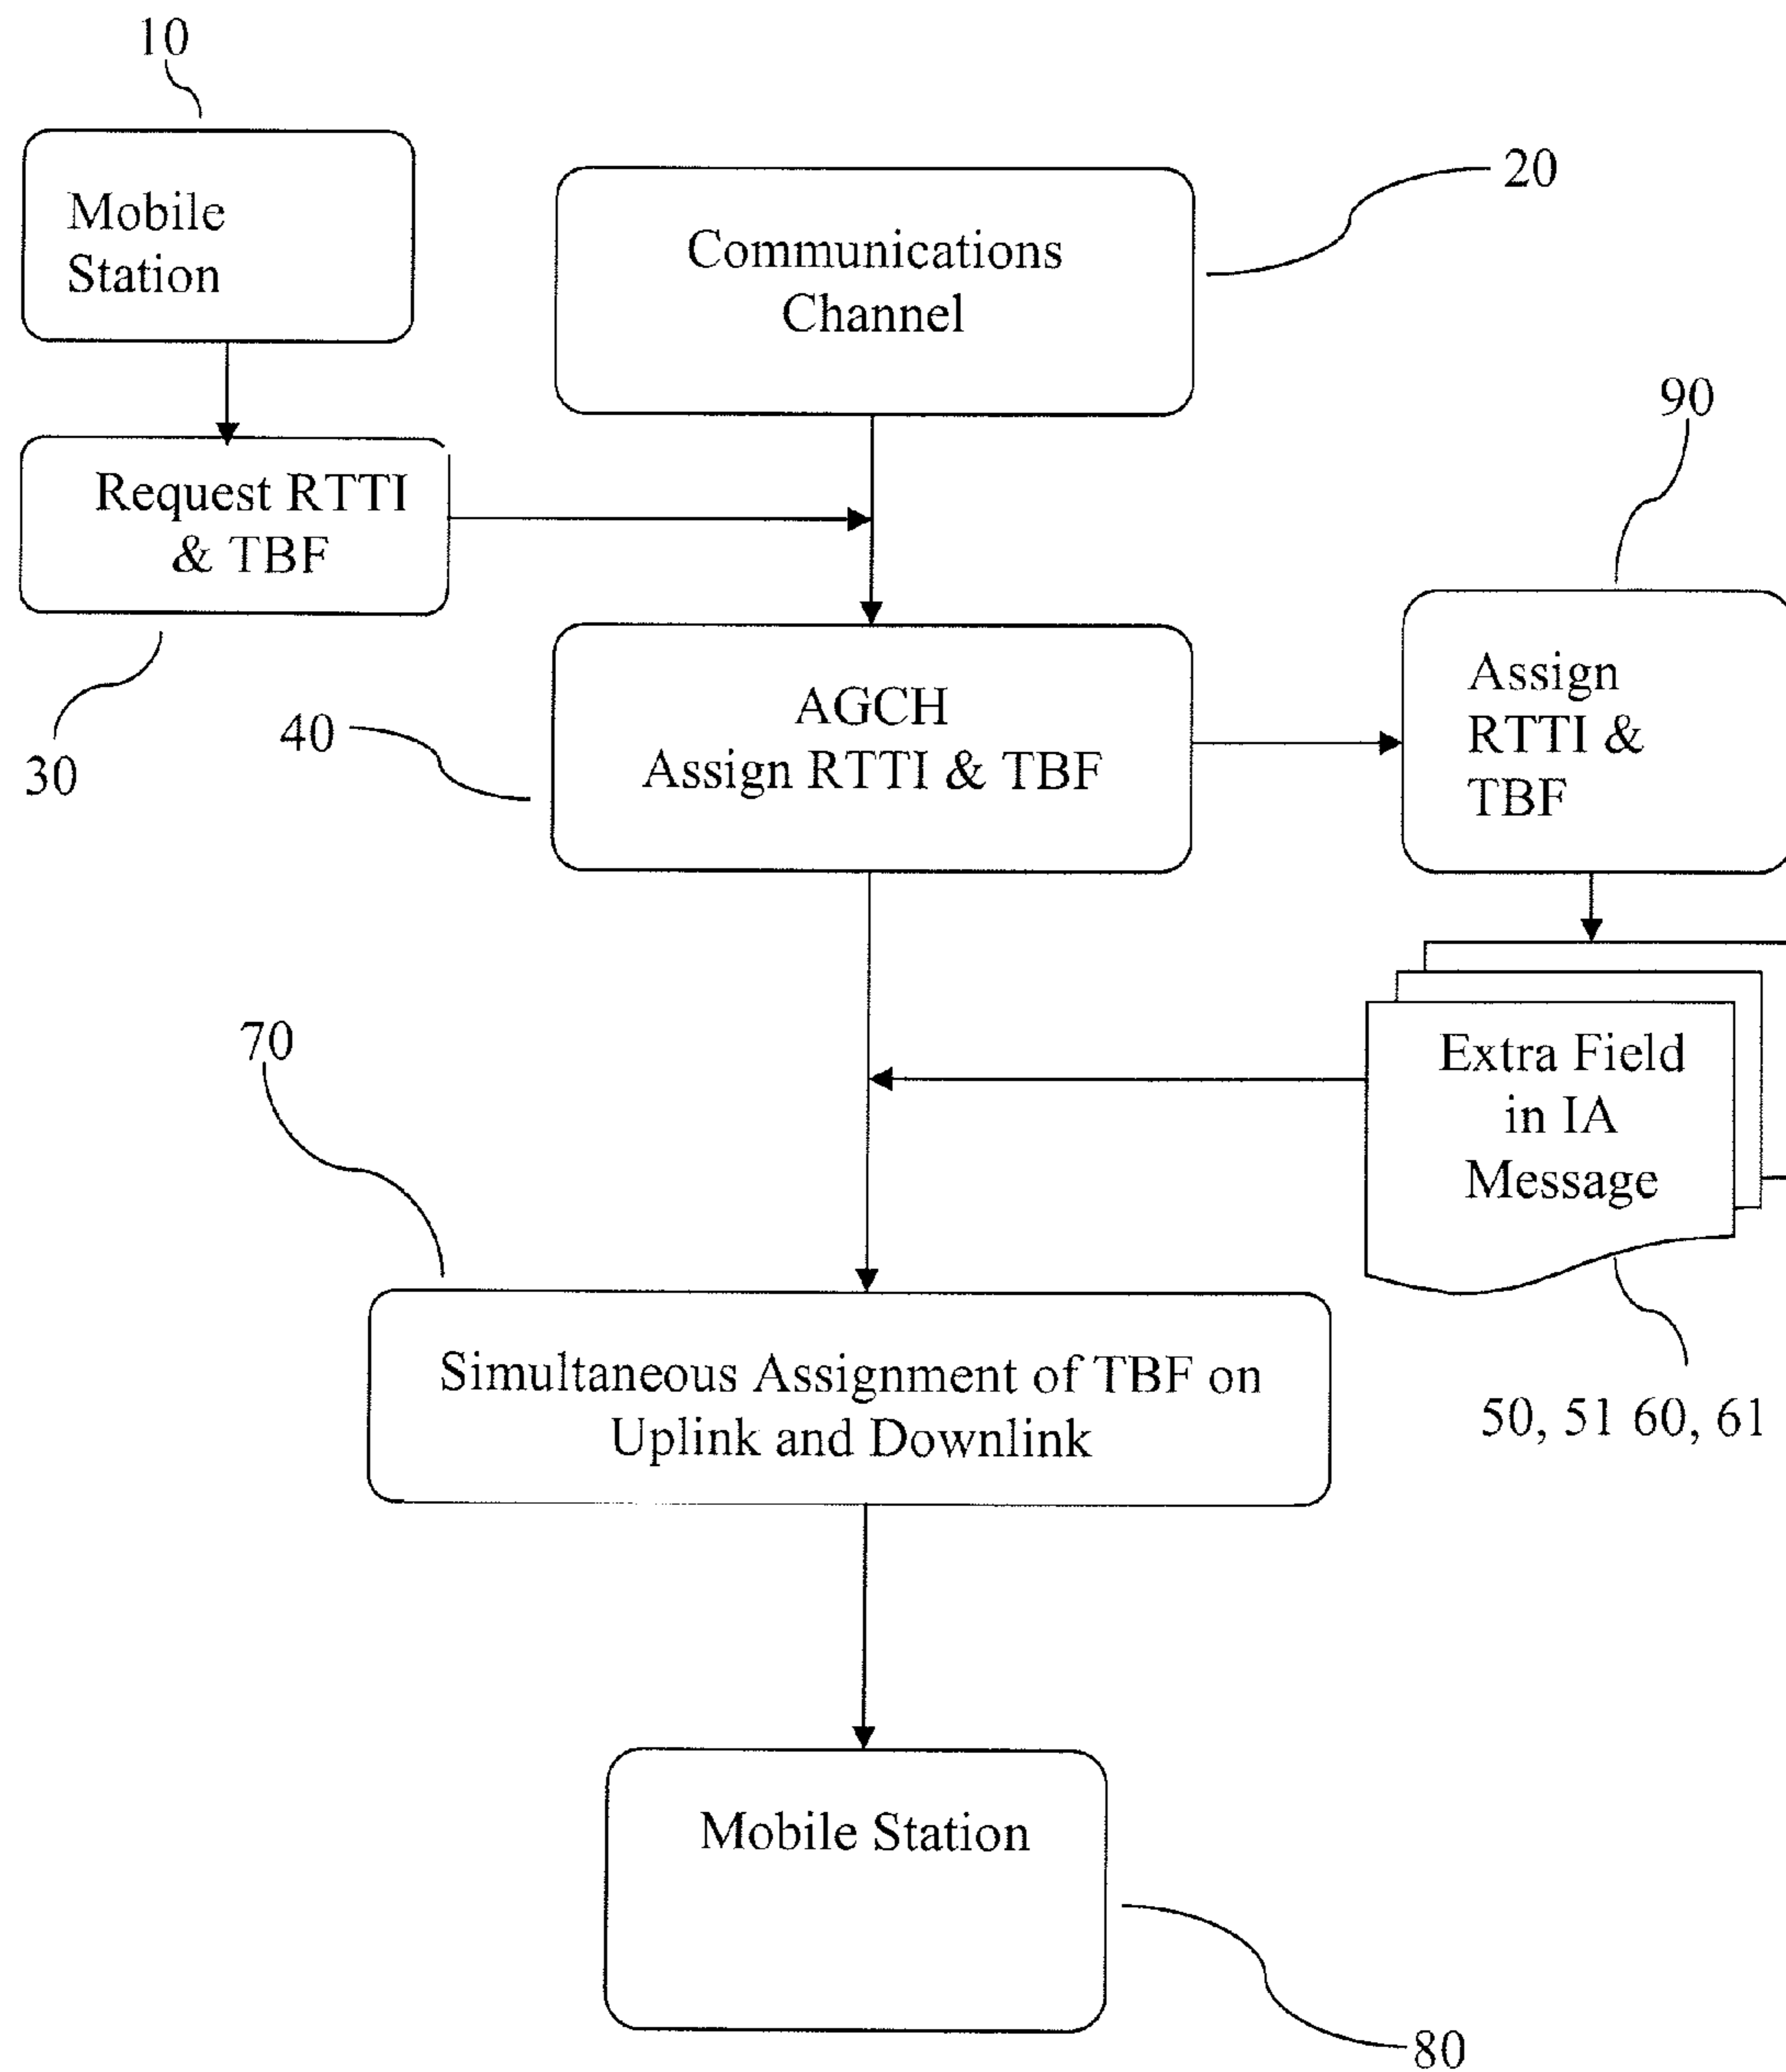 10
Mobile
Station
20
Communications
Channel
90
Request RTTI
& TBF
30
40
AGCH
Assign RTTI & TBF
Assign
RTTI &
TBF
70
Extra Field
in IA
Message
50, 51 60, 61
Simultaneous Assignment of TBF on
Uplink and Downlink
Mobile Station
80